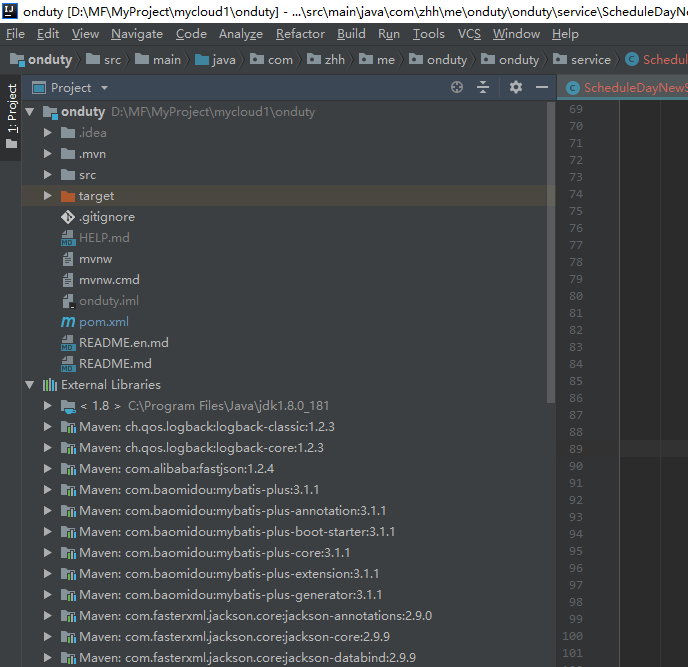 onduty [D:\MF\MyProject\mycloud1\onduty] - ...\src\main\java\com\zhh\me\onduty\onduty\service\ScheduleDayNewS
File Edit View Navigate Code Analyze Refactor Build Run Tools VCS Window Help
onduty src main java com zhh me onduty onduty service Schedul
1: Project
Project
ScheduleDayNewS
onduty D:\MF\MyProject\mycloud1\onduty
.idea
.mvn
src
target
.gitignore
HELP.md
mvnw
mvnw.cmd
onduty.iml
pom.xml
README.en.md
README.md
External Libraries
< 1.8 > C:\Program Files\Java\jdk1.8.0_181
Maven: ch.qos.logback:logback-classic:1.2.3
Maven: ch.qos.logback:logback-core:1.2.3
Maven: com.alibaba:fastjson:1.2.4
Maven: com.baomidou:mybatis-plus:3.1.1
Maven: com.baomidou:mybatis-plus-annotation:3.1.1
Maven: com.baomidou:mybatis-plus-boot-starter:3.1.1
Maven: com.baomidou:mybatis-plus-core:3.1.1
Maven: com.baomidou:mybatis-plus-extension:3.1.1
Maven: com.baomidou:mybatis-plus-generator:3.1.1
Maven: com.fasterxml.jackson.core:jackson-annotations:2.9.0
Maven: com.fasterxml.jackson.core:jackson-core:2.9.9
Maven: com.fasterxml.jackson.core:jackson-databind:2.9.9
69
70
71
72
73
74
75
76
77
78
79
80
81
82
83
84
85
86
87
88
89
90
91
92
93
94
95
96
97
98
99
100
101